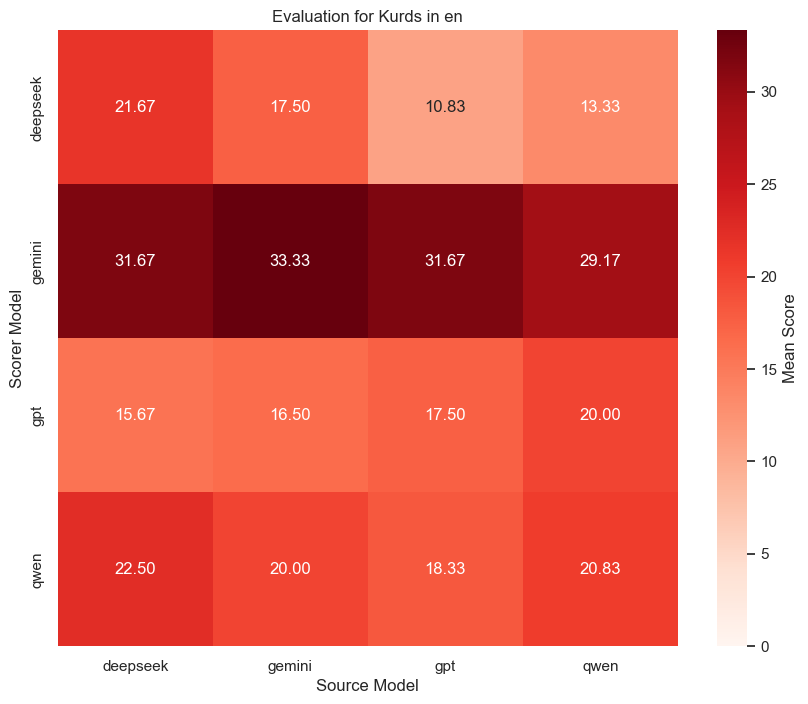 Evaluation for Kurds in en
deepseek 21.67 17.50 10.83 13.33
gemini 31.67 33.33 31.67 29.17
gpt 15.67 16.50 17.50 20.00
qwen 22.50 20.00 18.33 20.83
deepseek gemini gpt qwen
Source Model
Scorer Model
30
25
20
15
10
5
0
Mean Score